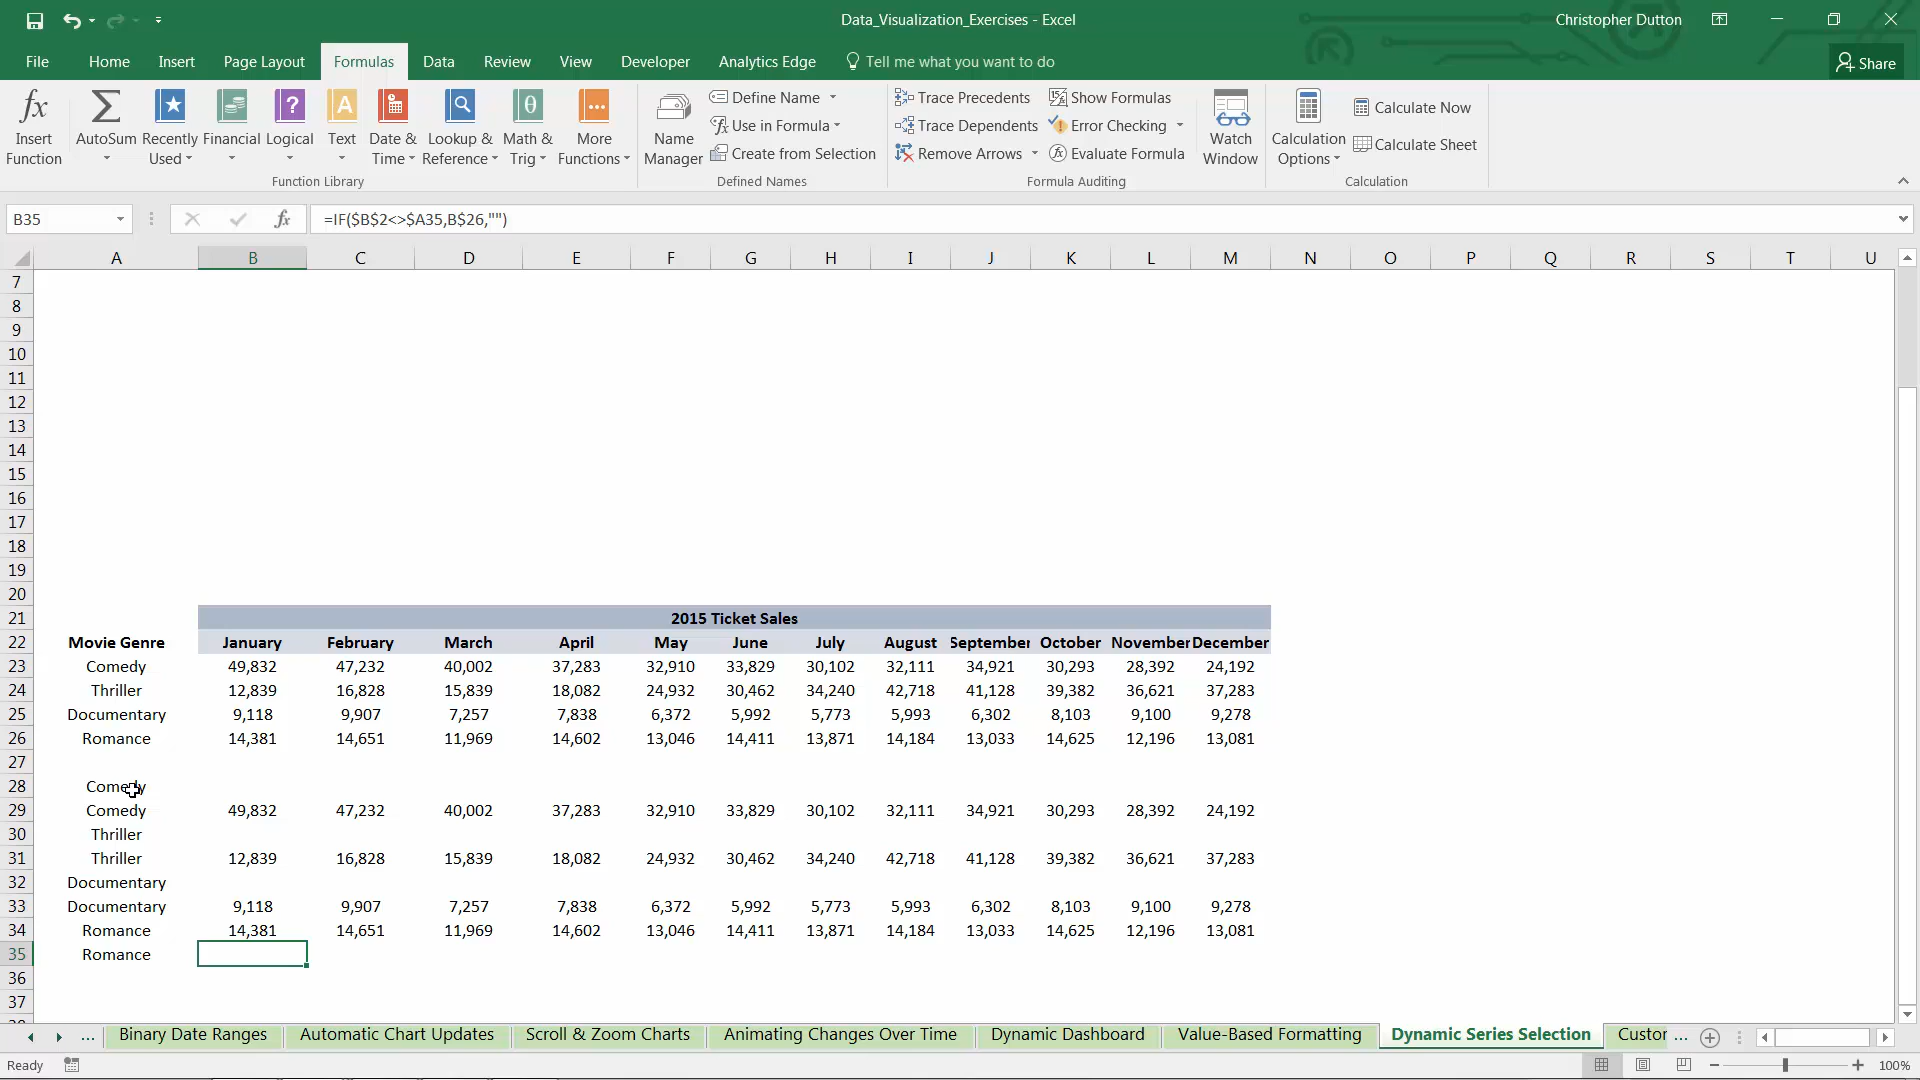 Data_Visualization_Exercises - Excel
Christopher Dutton
File Home Insert Page Layout Formulas Data Review View Developer Analytics Edge Tell me what you want to do
Share
fx Insert Function
AutoSum
Recently Used
Financial
Logical
Text
Date & Time
Lookup & Reference
Math & Trig
More Functions
Function Library
Name Manager
Define Name
Use in Formula
Create from Selection
Defined Names
Trace Precedents
Trace Dependents
Remove Arrows
Show Formulas
Error Checking
Evaluate Formula
Formula Auditing
Watch Window
Calculation Options
Calculate Now
Calculate Sheet
Calculation
B35 fx =IF($B$2<>$A35,B$26,"")
A B C D E F G H I J K L M N O P Q R S T U
7
8
9
10
11
12
13
14
15
16
17
18
19
20
21 2015 Ticket Sales
22 Movie Genre January February March April May June July August September October November December
23 Comedy 49,832 47,232 40,002 37,283 32,910 33,829 30,102 32,111 34,921 30,293 28,392 24,192
24 Thriller 12,839 16,828 15,839 18,082 24,932 30,462 34,240 42,718 41,128 39,382 36,621 37,283
25 Documentary 9,118 9,907 7,257 7,838 6,372 5,992 5,773 5,993 6,302 8,103 9,100 9,278
26 Romance 14,381 14,651 11,969 14,602 13,046 14,411 13,871 14,184 13,033 14,625 12,196 13,081
27
28 Comedy
29 Comedy 49,832 47,232 40,002 37,283 32,910 33,829 30,102 32,111 34,921 30,293 28,392 24,192
30 Thriller
31 Thriller 12,839 16,828 15,839 18,082 24,932 30,462 34,240 42,718 41,128 39,382 36,621 37,283
32 Documentary
33 Documentary 9,118 9,907 7,257 7,838 6,372 5,992 5,773 5,993 6,302 8,103 9,100 9,278
34 Romance 14,381 14,651 11,969 14,602 13,046 14,411 13,871 14,184 13,033 14,625 12,196 13,081
35 Romance
36
37
... Binary Date Ranges Automatic Chart Updates Scroll & Zoom Charts Animating Changes Over Time Dynamic Dashboard Value-Based Formatting Dynamic Series Selection Custor ...
Ready 100%